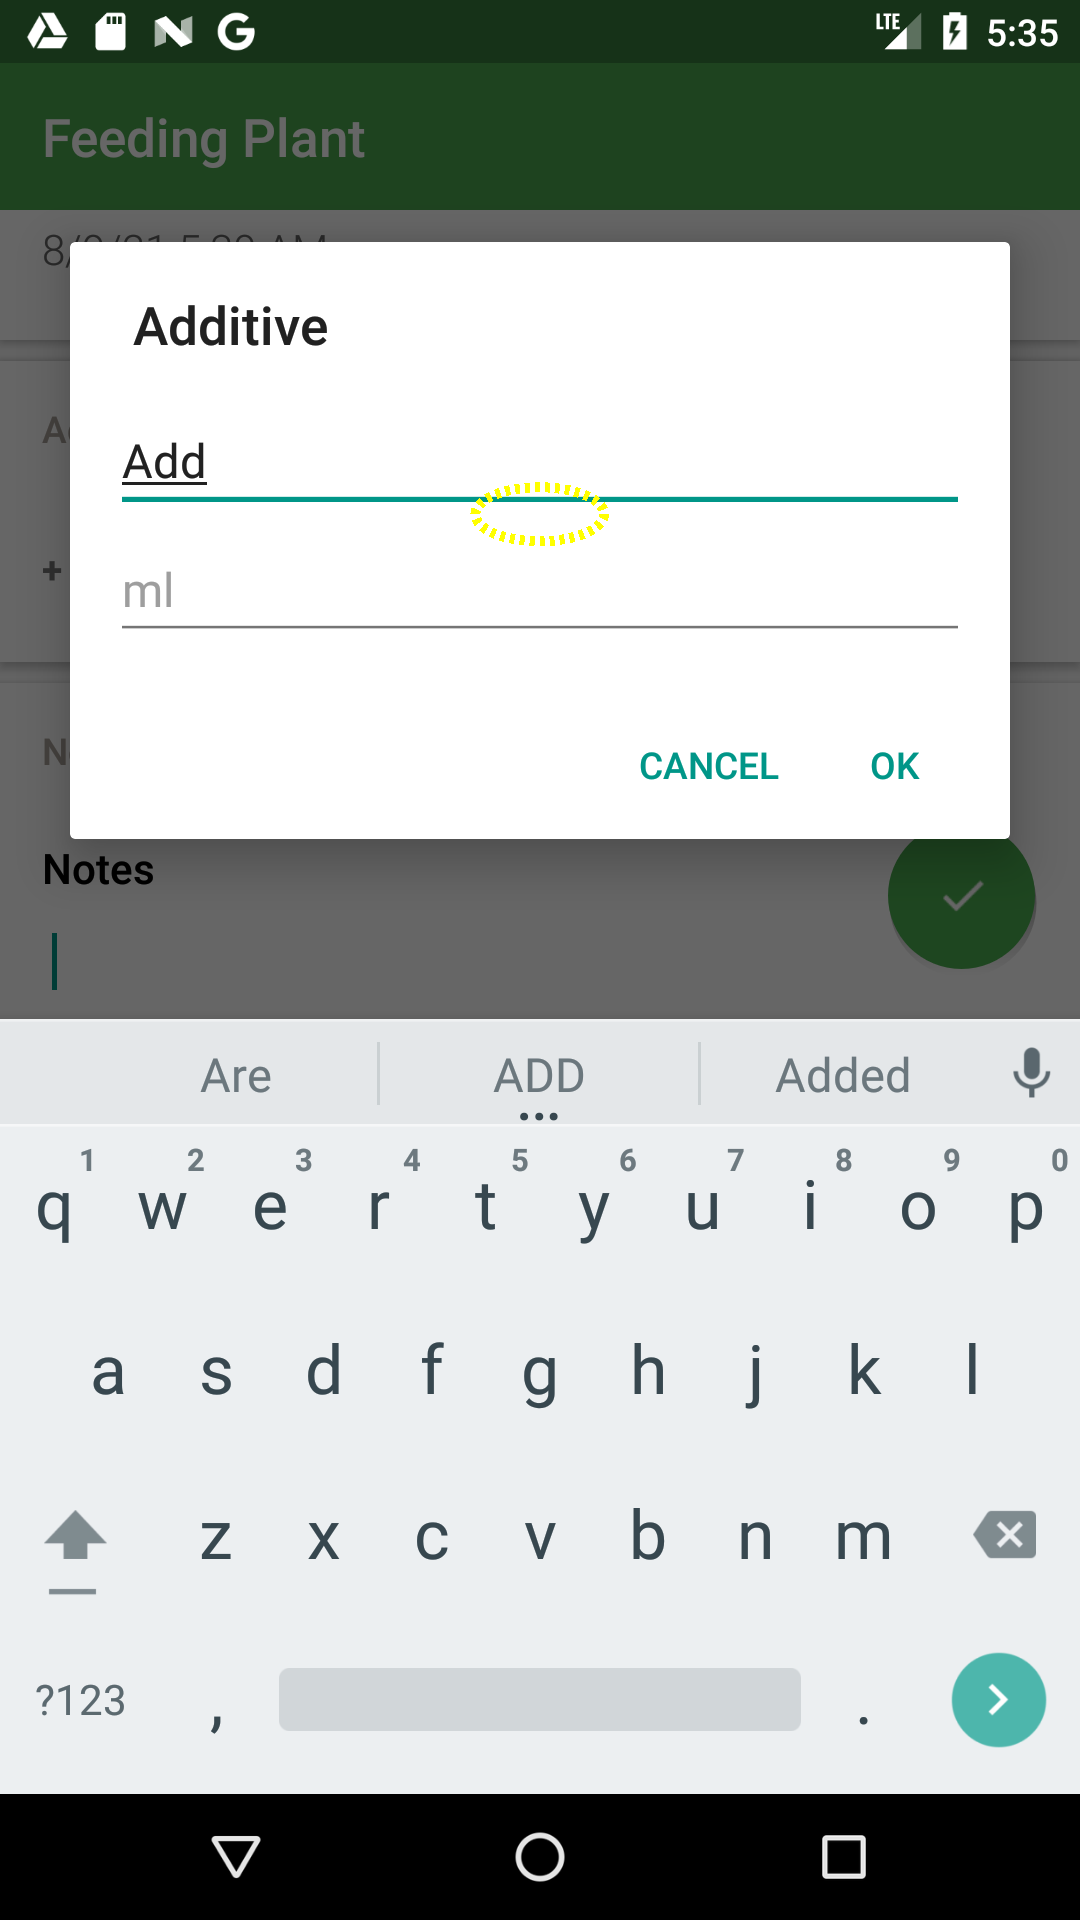 LTE 5:35
Feeding Plant
Additive
Add
ml
CANCEL OK
Notes
Are ADD Added
1 2 3 4 5 6 7 8 9 0
q w e r t y u i o p
a s d f g h j k l
z x c v b n m
?123 , .